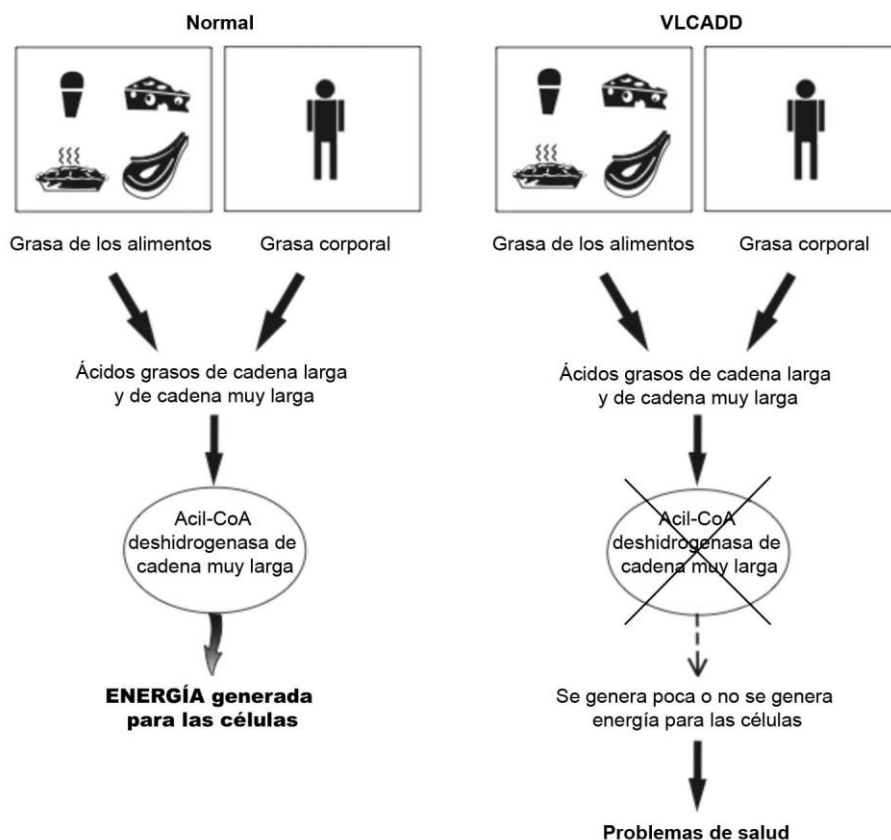 Normal
Grasa de los alimentos
Grasa corporal
Ácidos grasos de cadena larga
y de cadena muy larga
Acil-CoA
deshidrogenasa de
cadena muy larga
ENERGÍA generada
para las células
VLCADD
Grasa de los alimentos
Grasa corporal
Ácidos grasos de cadena larga
y de cadena muy larga
Acil-CoA
deshidrogenasa de
cadena muy larga
Se genera poca o no se genera
energía para las células
Problemas de salud